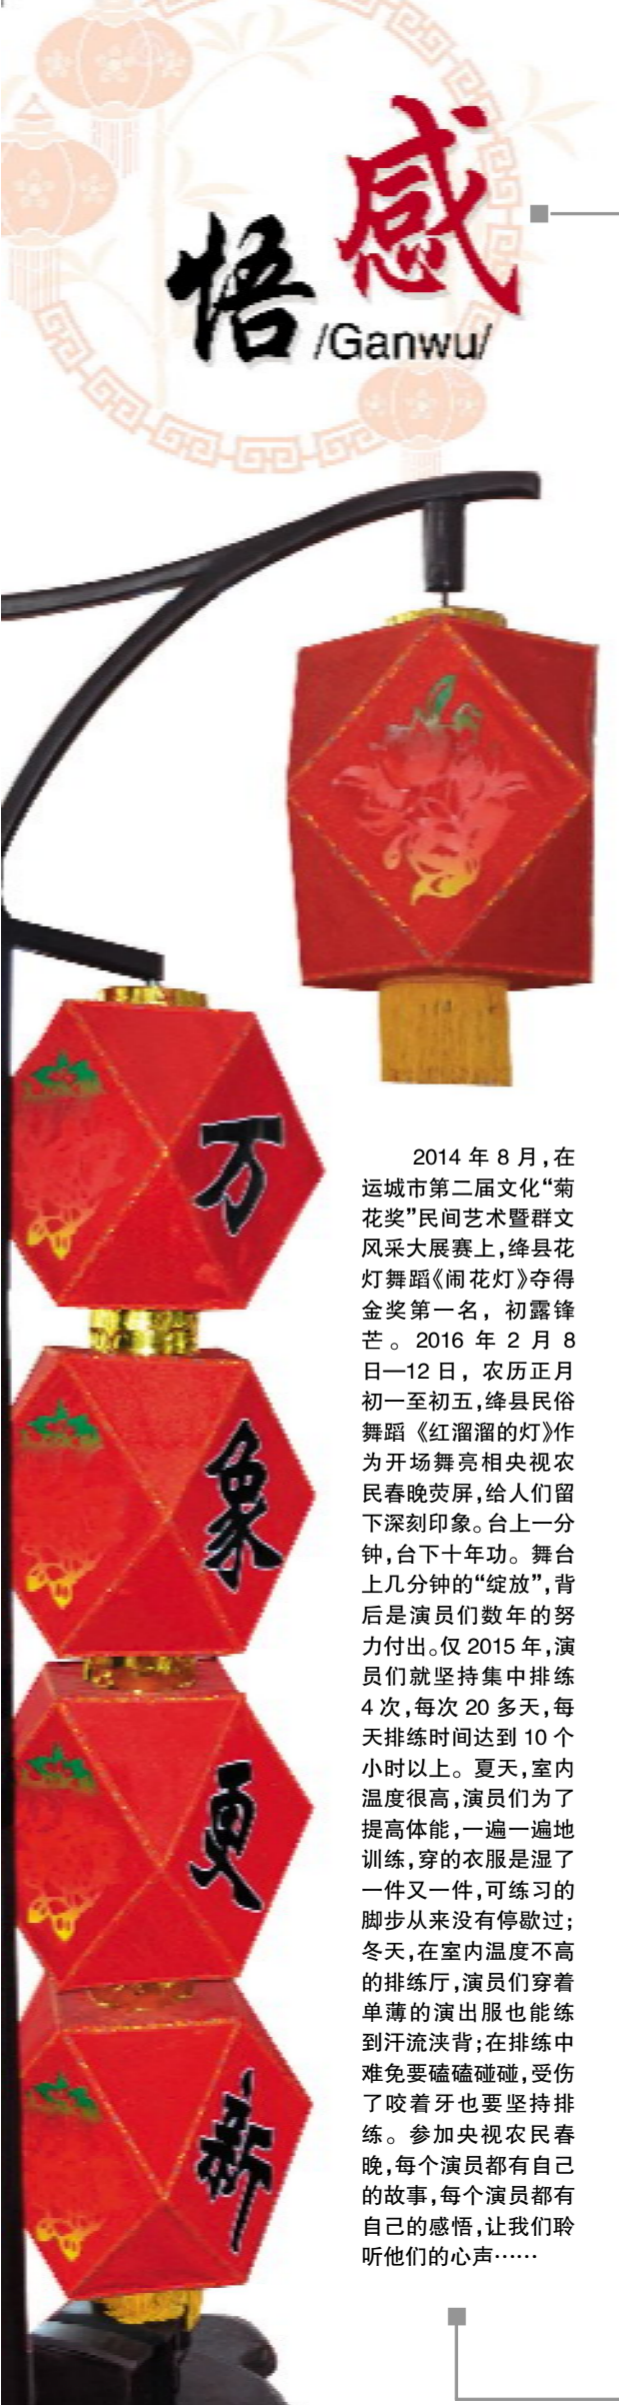 感悟
/Ganwu/
万
象
更
新
2014 年 8 月,在
运城市第二届文化“菊
花奖”民间艺术暨群文
风采大展赛上,绛县花
灯舞蹈《闹花灯》夺得
金奖第一名，初露锋
芒。2016 年 2 月 8
日—12 日，农历正月
初一至初五,绛县民俗
舞蹈《红溜溜的灯》作
为开场舞亮相央视农
民春晚荧屏,给人们留
下深刻印象。台上一分
钟,台下十年功。舞台
上几分钟的“绽放”,背
后是演员们数年的努
力付出。仅 2015 年,演
员们就坚持集中排练
4 次,每次 20 多天,每
天排练时间达到 10 个
小时以上。夏天,室内
温度很高,演员们为了
提高体能,一遍一遍地
训练,穿的衣服是湿了
一件又一件,可练习的
脚步从来没有停歇过;
冬天,在室内温度不高
的排练厅,演员们穿着
单薄的演出服也能练
到汗流浃背;在排练中
难免要磕磕碰碰,受伤
了咬着牙也要坚持排
练。参加央视农民春
晚,每个演员都有自己
的故事,每个演员都有
自己的感悟,让我们聆
听他们的心声……